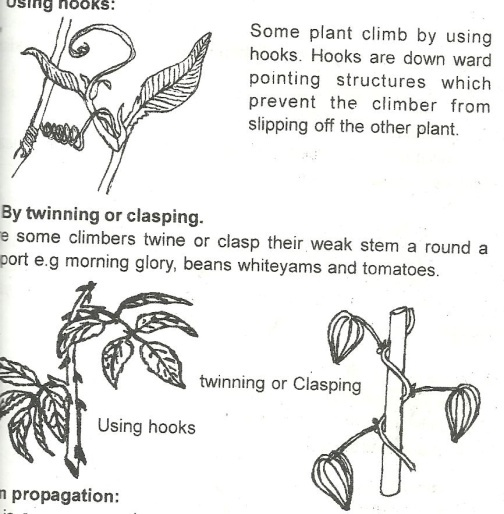 Using hooks:
Some plant climb by using
hooks. Hooks are down ward
pointing structures which
prevent the climber from
slipping off the other plant.
By twinning or clasping.
e some climbers twine or clasp their weak stem a round a
port e.g morning glory, beans whiteyams and tomatoes.
twinning or Clasping
Using hooks
n propagation: